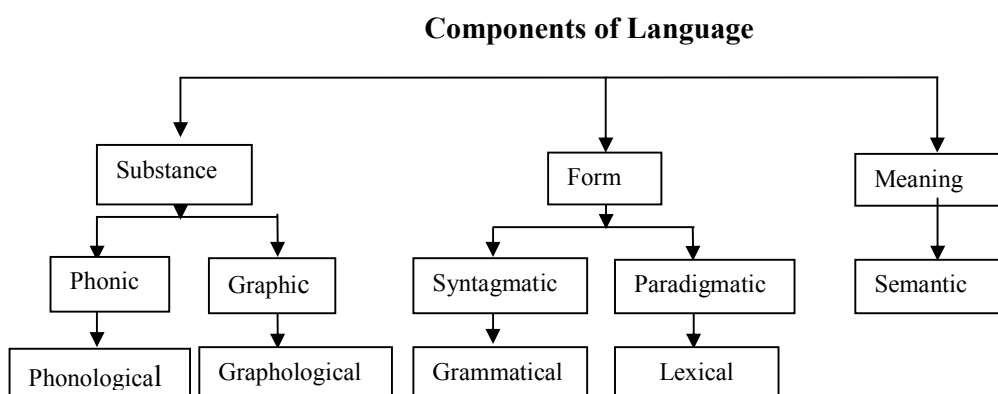 Components of Language
Substance
Form
Meaning
Phonic
Graphic
Syntagmatic
Paradigmatic
Semantic
Phonological
Graphological
Grammatical
Lexical